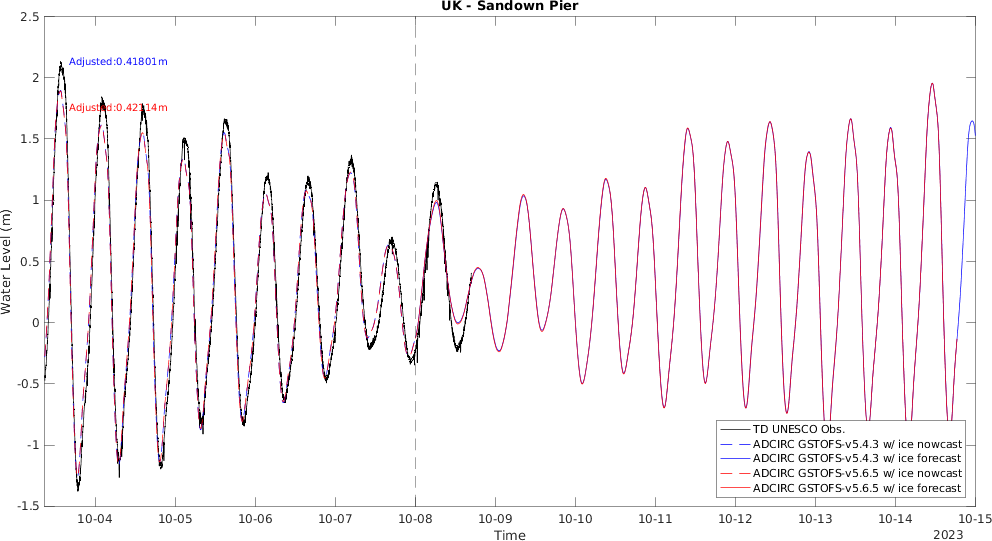 UK - Sandown Pier
2.5
2
1.5
1
0.5
0
-0.5
-1
-1.5
Water Level (m)
Adjusted:0.41801m
Adjusted:0.42114m
TD UNESCO Obs.
ADCIRC GSTOFS-v5.4.3 w/ ice nowcast
ADCIRC GSTOFS-v5.4.3 w/ ice forecast
ADCIRC GSTOFS-v5.6.5 w/ ice nowcast
ADCIRC GSTOFS-v5.6.5 w/ ice forecast
10-04 10-05 10-06 10-07 10-08 10-09 10-10 10-11 10-12 10-13 10-14 10-15
Time
2023